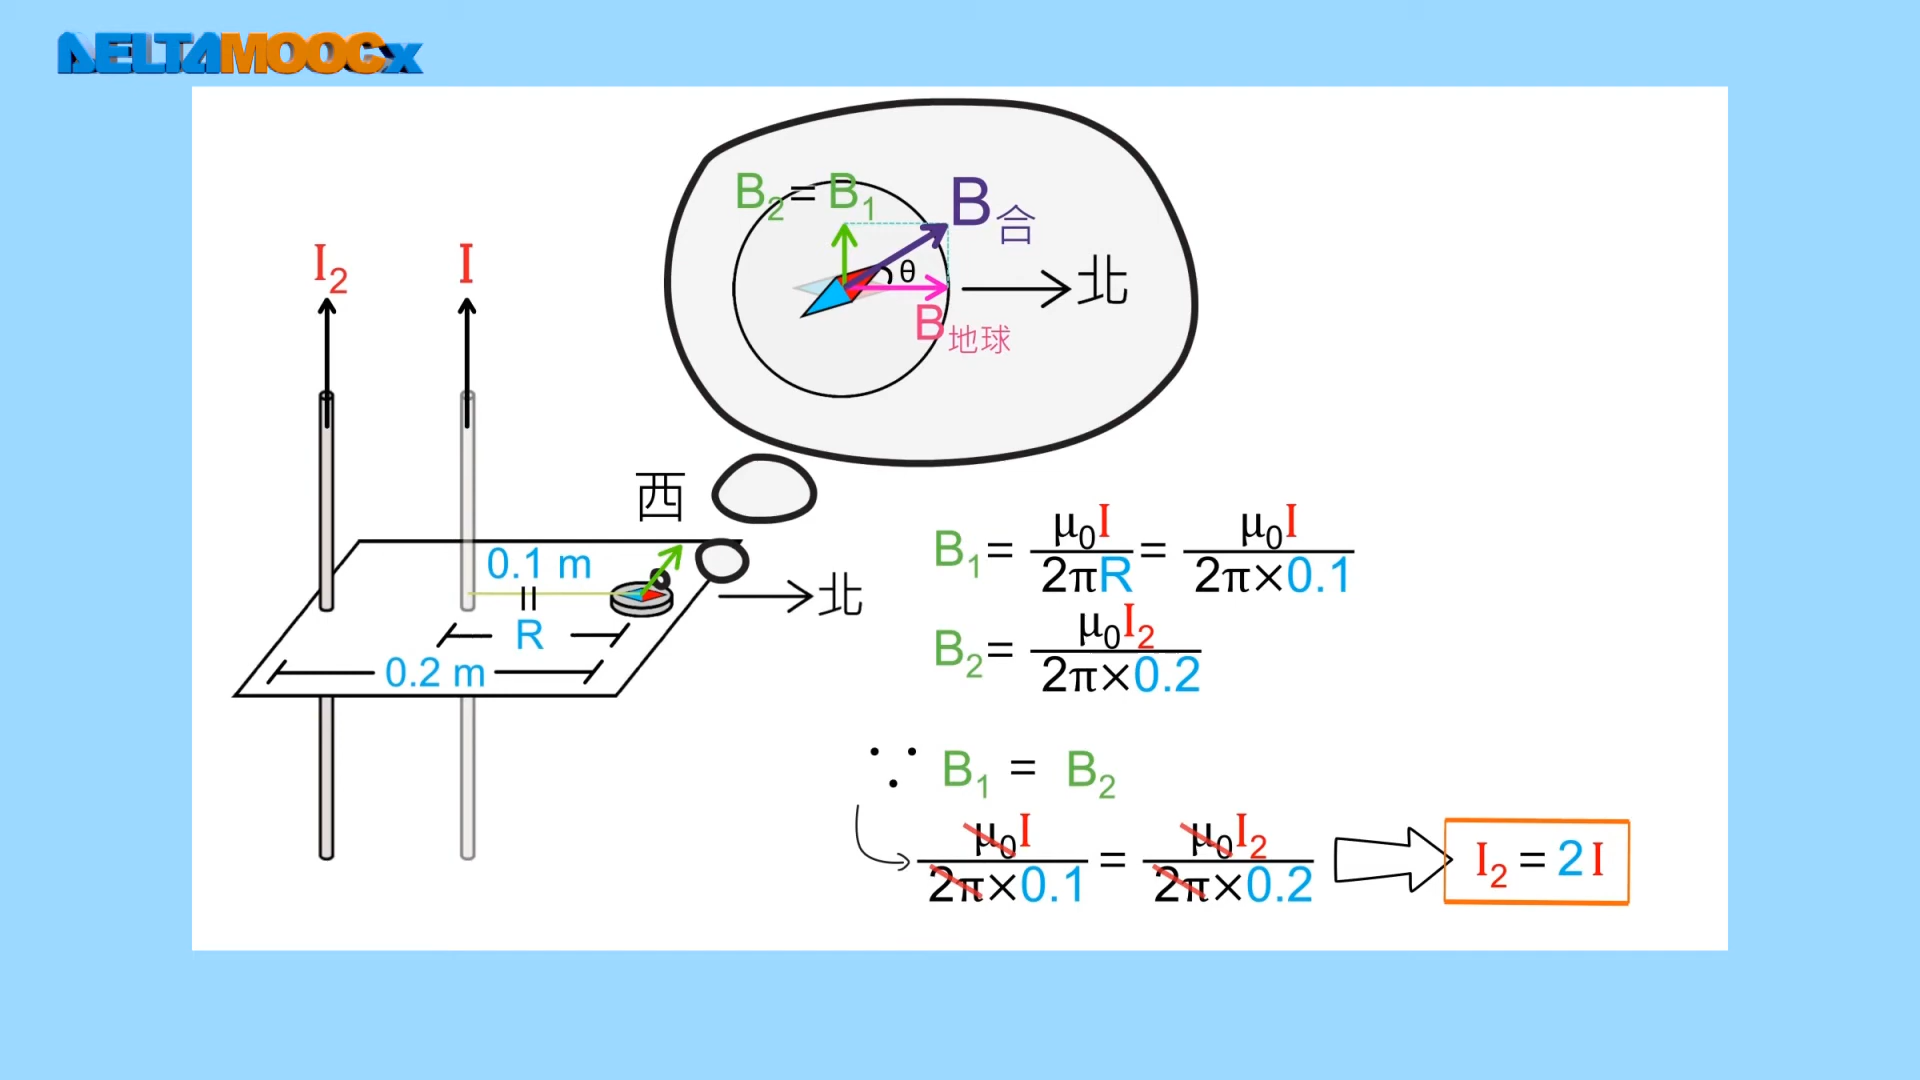 DELTAMOOCx
B₂ = B₁
B合
θ
北
B地球
I₂
I
西
0.1 m
R
0.2 m
北
B₁ = μ₀I / 2πR = μ₀I / 2π×0.1
B₂ = μ₀I₂ / 2π×0.2
∵ B₁ = B₂
μ₀I / 2π×0.1 = μ₀I₂ / 2π×0.2
I₂ = 2I